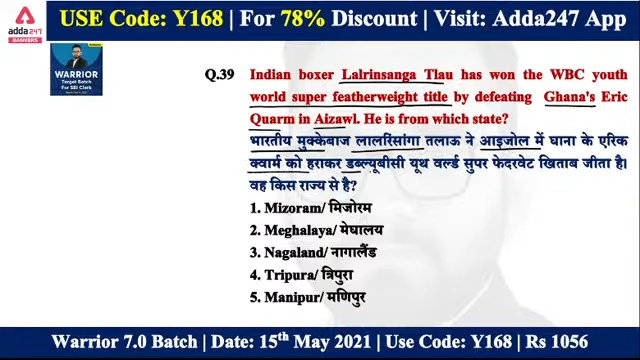 adda247
BANKERS
USE Code: Y168 | For 78% Discount | Visit: Adda247 App
WARRIOR
Target Batch
For SBI Clerk
Q.39 Indian boxer Lalrinsanga Tlau has won the WBC youth
world super featherweight title by defeating Ghana's Eric
Quarm in Aizawl. He is from which state?
भारतीय मुक्केबाज लालरिंसांगा तलाऊ ने आइजोल में घाना के एरिक
क्वार्म को हराकर डब्ल्यूबीसी यूथ वर्ल्ड सुपर फेदरवेट खिताब जीता है।
वह किस राज्य से है?
1. Mizoram/ मिजोरम
2. Meghalaya/ मेघालय
3. Nagaland/ नागालैंड
4. Tripura/ त्रिपुरा
5. Manipur/ मणिपुर
Warrior 7.0 Batch | Date: 15th May 2021 | Use Code: Y168 | Rs 1056